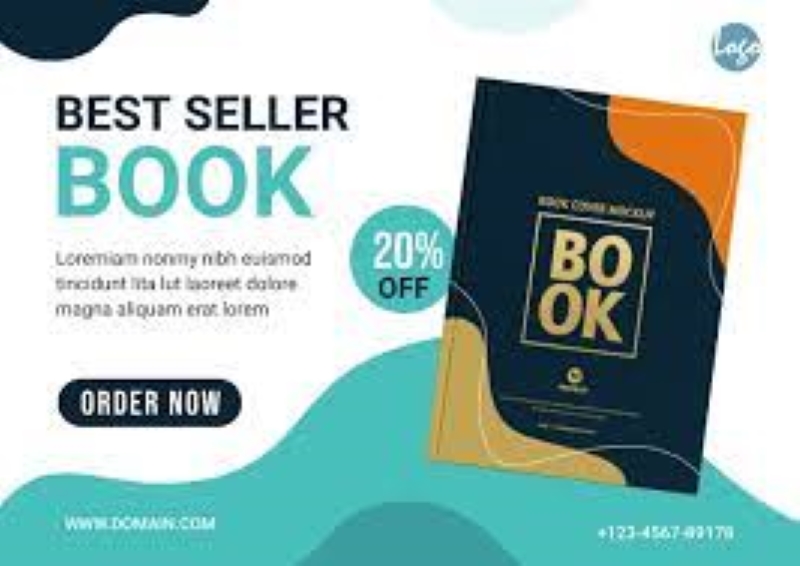 Logo
BEST SELLER
BOOK
Loremiam nonmy nibh euismod
tincidunt lita lut laoreet dolore
magna aliquam erat lorem
20%
OFF
ORDER NOW
BOOK COVER MOCKUP
BO
OK
WWW.DOMAIN.COM
+123-4567-89178